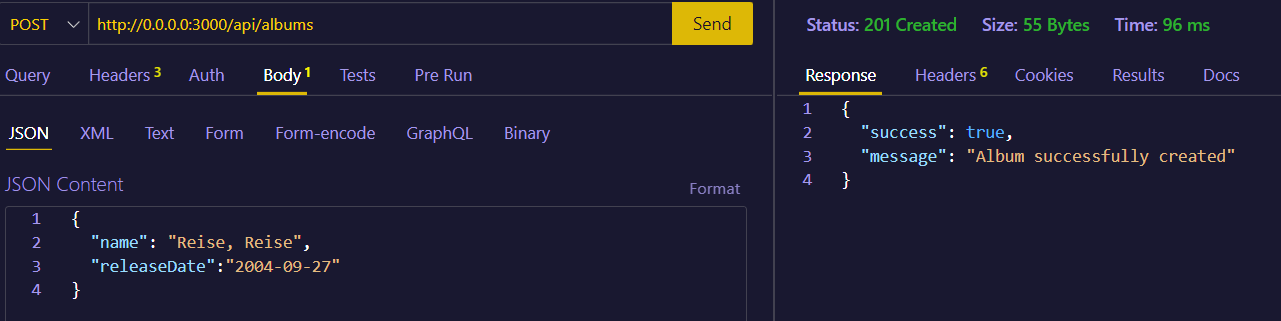 POST http://0.0.0.0:3000/api/albums Send
Query Headers 3 Auth Body 1 Tests Pre Run
JSON XML Text Form Form-encode GraphQL Binary
JSON Content Format
1 {
2 "name": "Reise, Reise",
3 "releaseDate":"2004-09-27"
4 }
Status: 201 Created Size: 55 Bytes Time: 96 ms
Response Headers 6 Cookies Results Docs
1 {
2 "success": true,
3 "message": "Album successfully created"
4 }